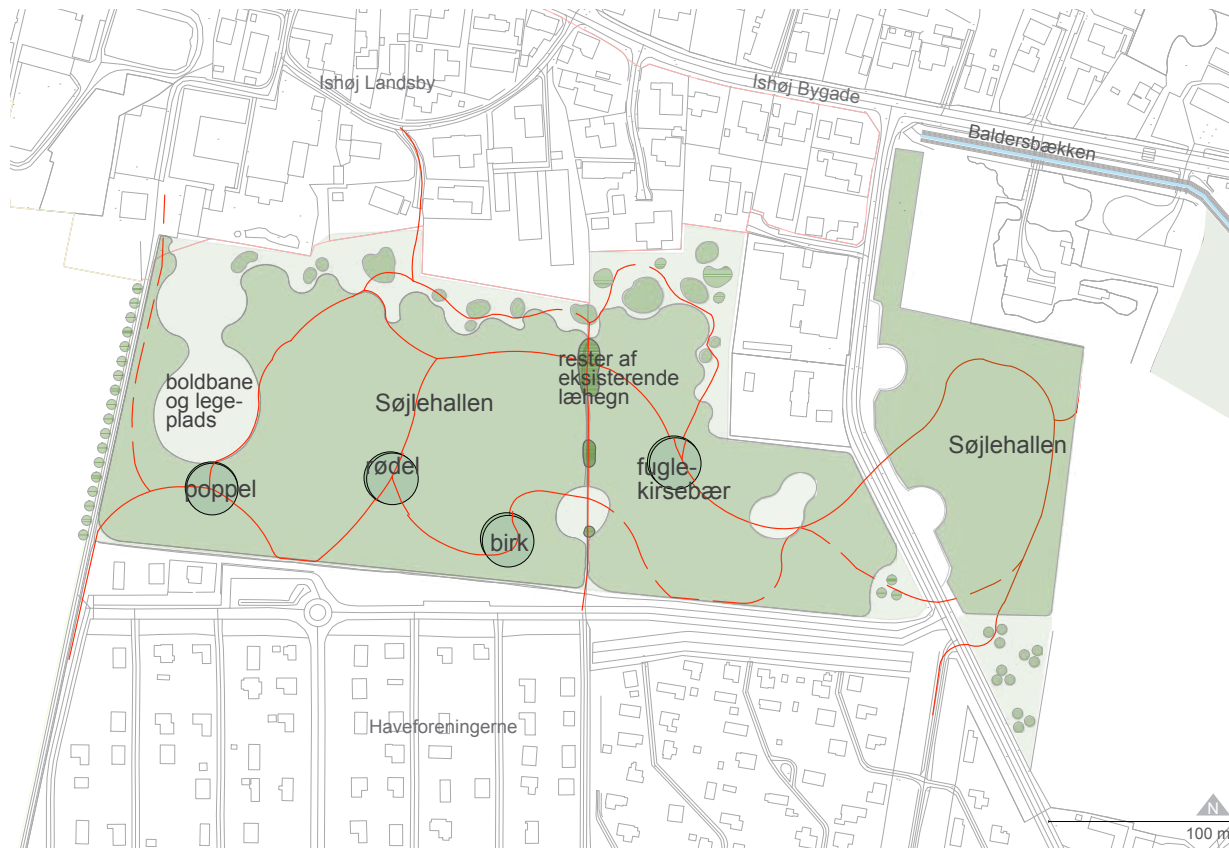 Ishøj Landsby
Ishøj Bygade
Baldersbækken
rester af
eksisterende
læhegn
boldbane
og lege-
plads
Søjlehallen
Søjlehallen
rødel
fugle-
kirsebær
poppel
birk
Haveforeningerne
N
100 m